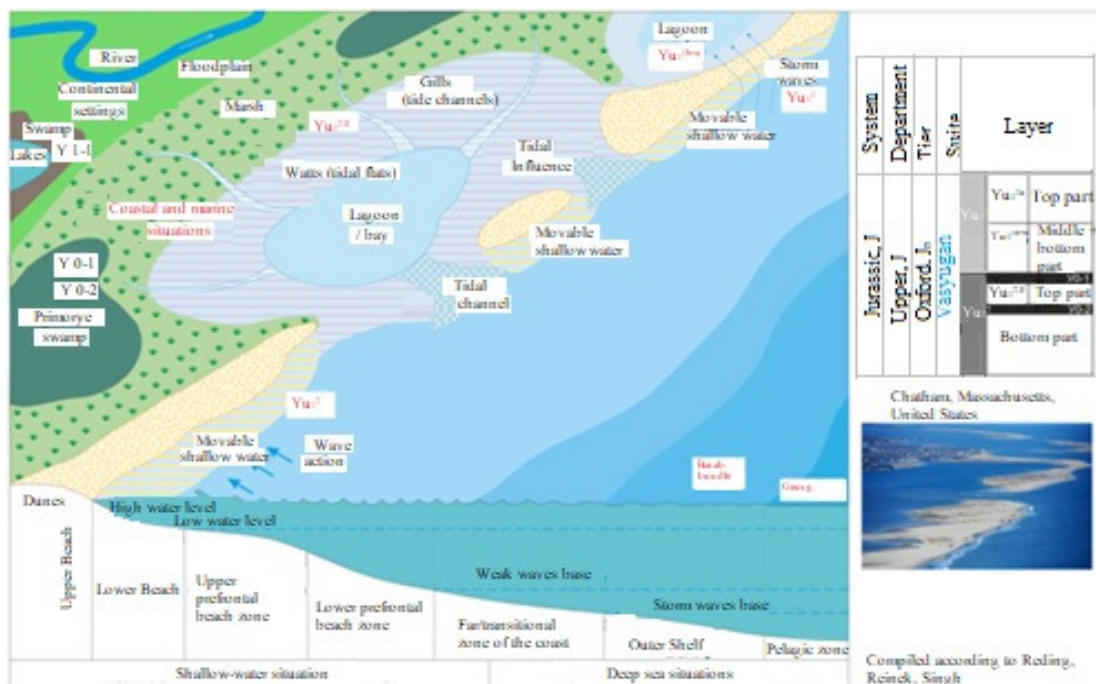 River
Floodplain
Continental
settings
Marsh
Swamp
Lakes
Y 1-1
Gills
(tide channels)
Lagoon
Storm
waves
Movable
shallow water
Watts (tidal flats)
Tidal
Influence
Coastal and marine
situations
Lagoon
/ bay
Movable
shallow water
Y 0-1
Y 0-2
Primorye
swamp
Tidal
channel
Movable
shallow water
Wave
action
Dunes
High water level
Low water level
Weak waves base
Storm waves base
Upper Beach
Lower Beach
Upper
prefrontal
beach zone
Lower prefrontal
beach zone
Far/transitional
zone of the coast
Outer Shelf
Pelagic zone
Shallow-water situation
Deep sea situations
System
Department
Tier
Suite
Layer
Jurassic, J
Upper, J
Vasyugan
Top part
Middle
bottom
part
Top part
Bottom part
Chatham, Massachusetts,
United States
Compiled according to Reding,
Reinek, Singh